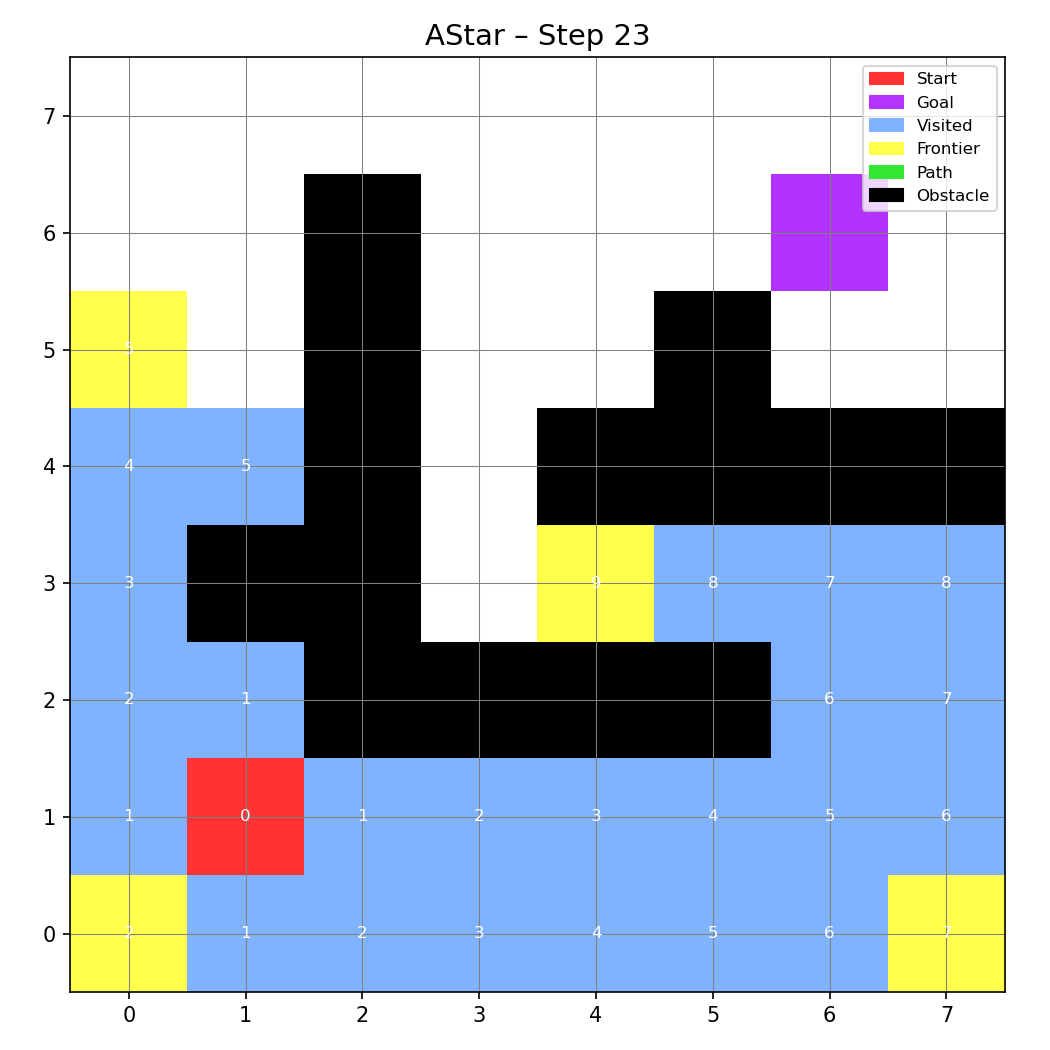 AStar – Step 23
Start
Goal
Visited
Frontier
Path
Obstacle
7
6
5 5
4 4 5
3 3 9 8 7 8
2 2 1 6 7
1 1 0 1 2 3 4 5 6
0 2 1 2 3 4 5 6 7
0 1 2 3 4 5 6 7